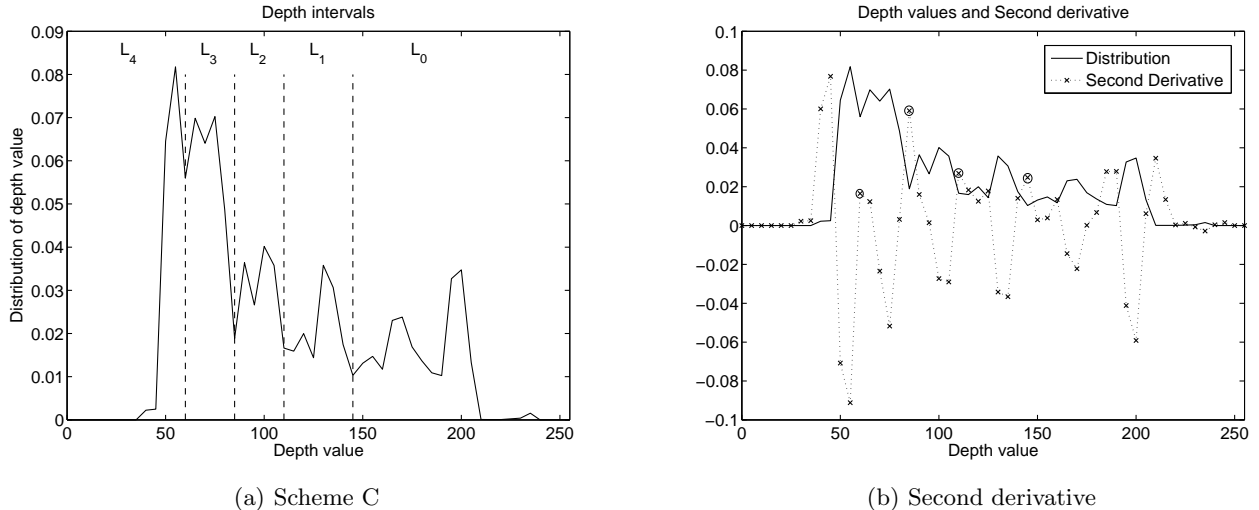 Depth intervals
0.09
0.08
0.07
0.06
0.05
0.04
0.03
0.02
0.01
0
Distribution of depth value
L4 L3 L2 L1 L0
0 50 100 150 200 250
Depth value
(a) Scheme C
Depth values and Second derivative
0.1
0.08
0.06
0.04
0.02
0
−0.02
−0.04
−0.06
−0.08
−0.1
Distribution
Second Derivative
0 50 100 150 200 250
Depth value
(b) Second derivative